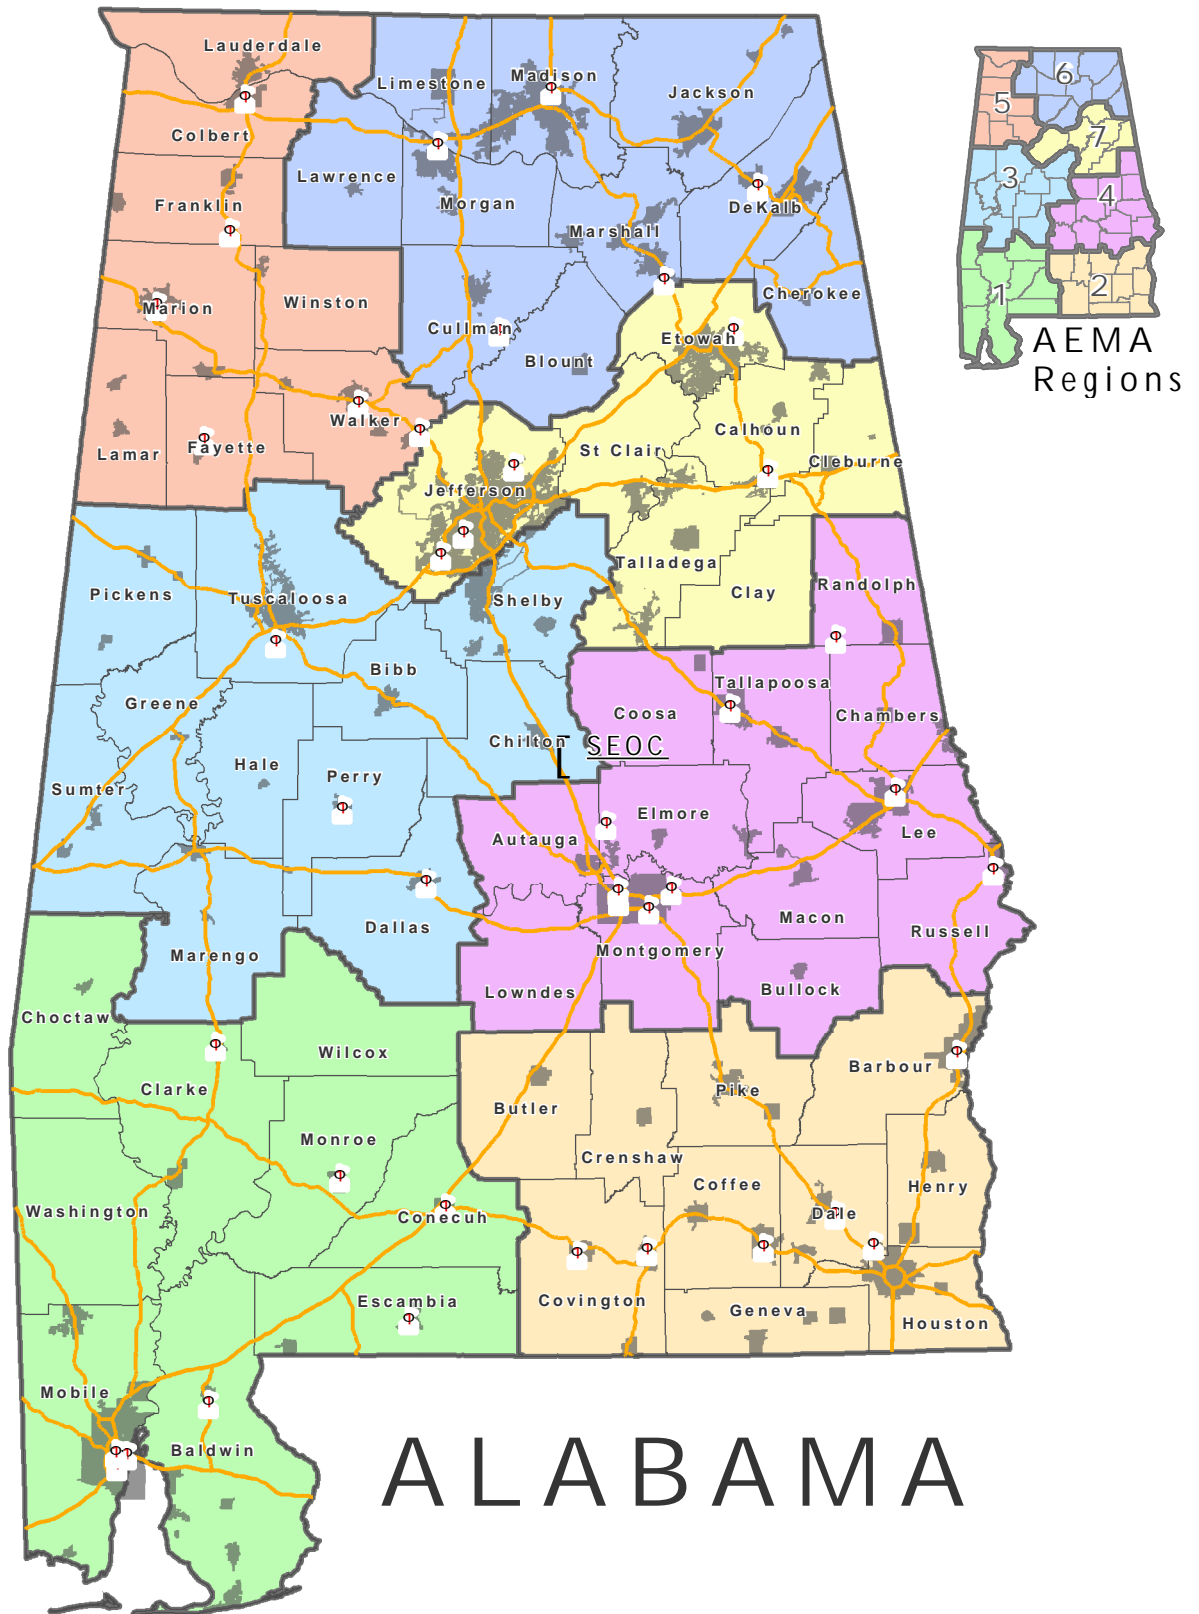 Lauderdale
Limestone
Madison
Jackson
Colbert
Lawrence
Franklin
Morgan
DeKalb
Marshall
Marion
Winston
Cherokee
Cullman
Etowah
Blount
Walker
Calhoun
Lamar
Fayette
St Clair
Cleburne
Jefferson
Talladega
Randolph
Pickens
Tuscaloosa
Shelby
Clay
Bibb
Tallapoosa
Greene
Coosa
Chambers
Chilton
SEOC
Hale
Perry
Sumter
Elmore
Autauga
Lee
Macon
Dallas
Russell
Marengo
Montgomery
Lowndes
Bullock
Choctaw
Wilcox
Barbour
Clarke
Pike
Butler
Monroe
Crenshaw
Coffee
Henry
Washington
Conecuh
Dale
Escambia
Covington
Geneva
Houston
Mobile
Baldwin
ALABAMA
6
5
7
3
4
2
1
AEMA
Regions